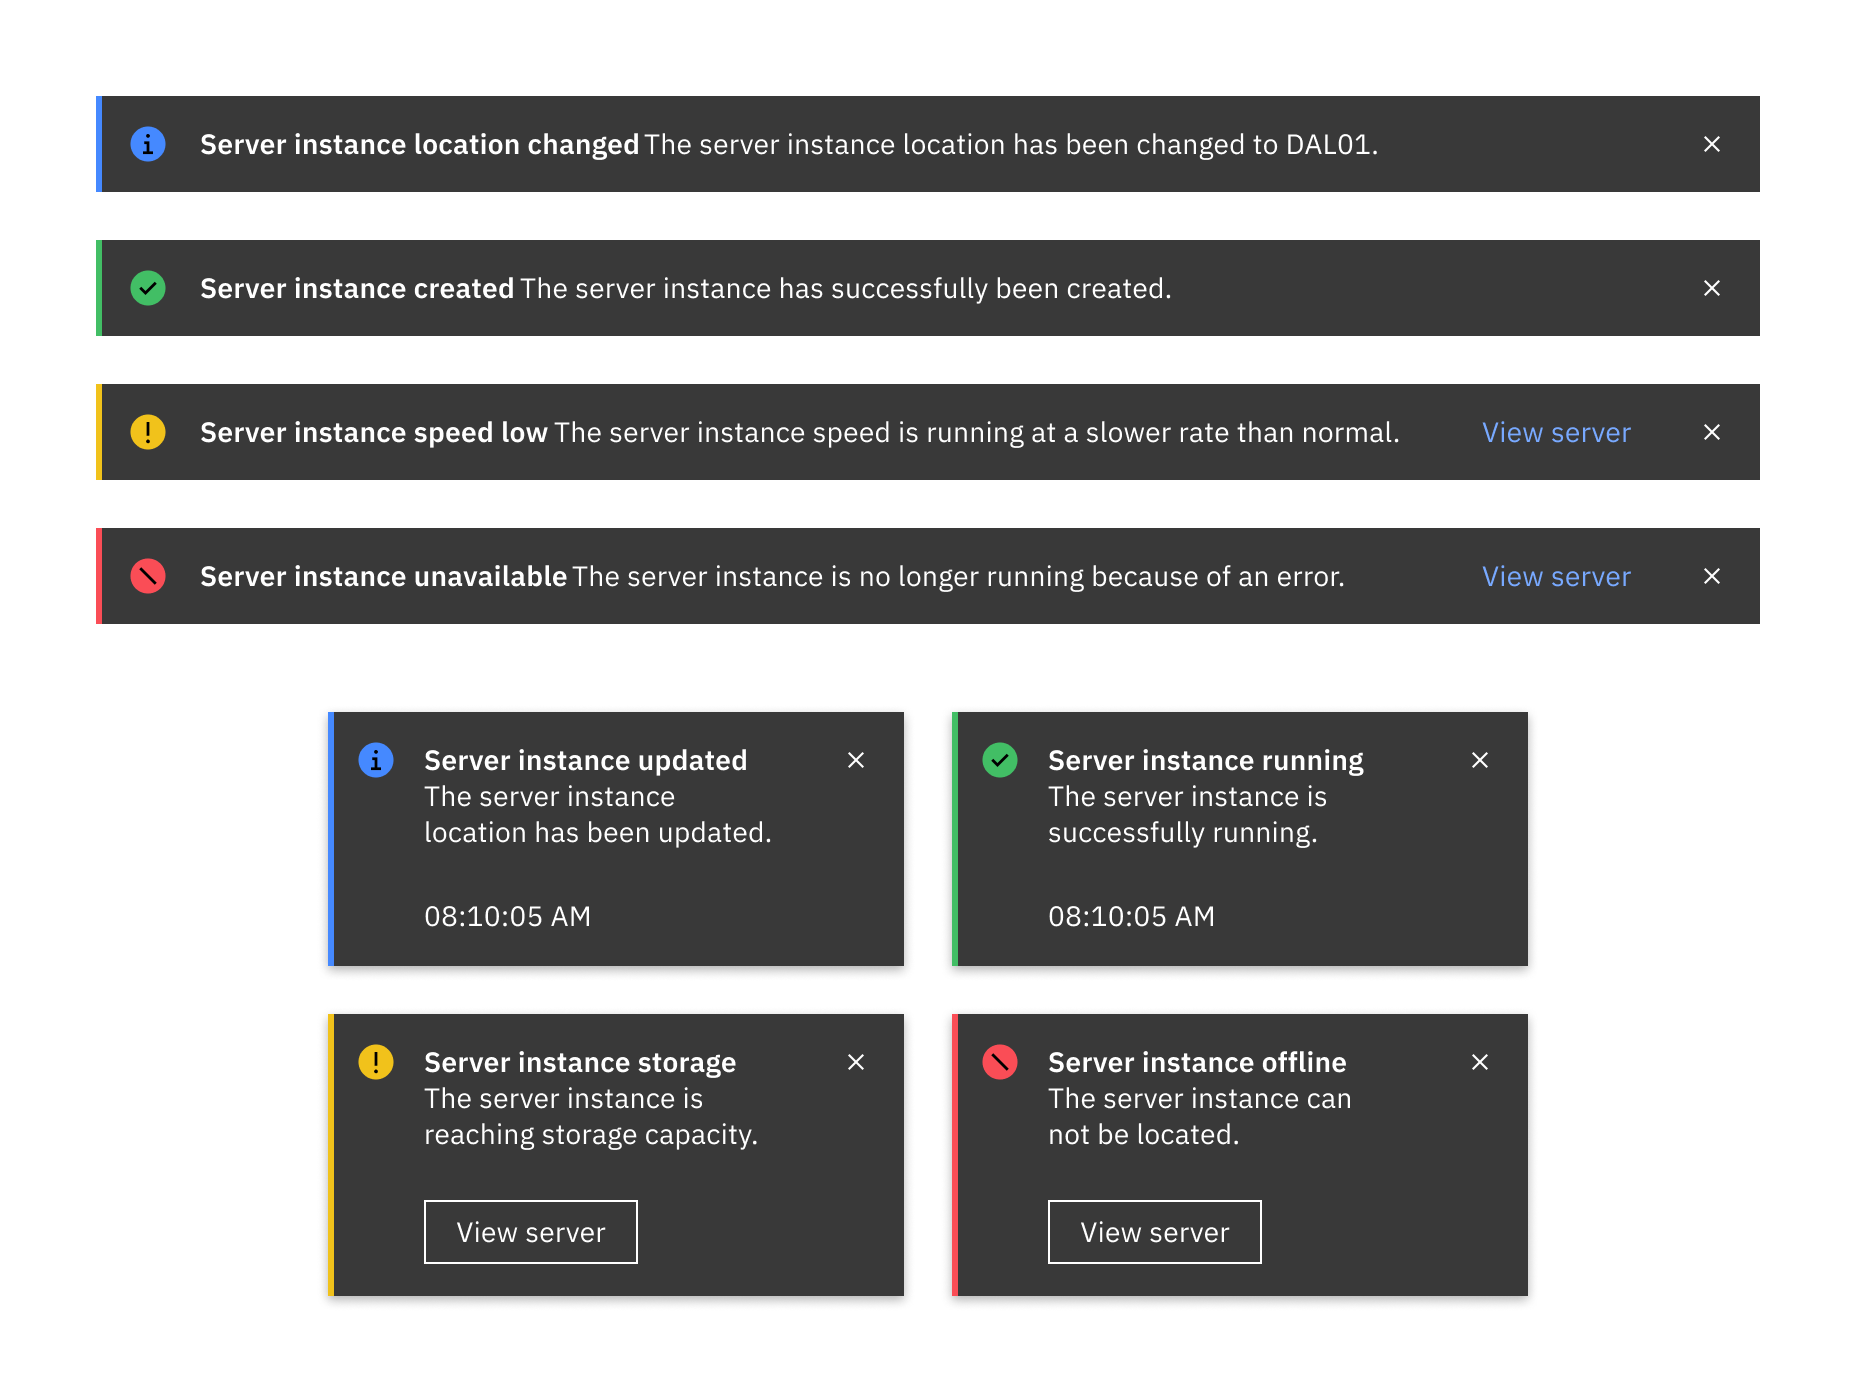 Server instance location changed The server instance location has been changed to DAL01.
Server instance created The server instance has successfully been created.
Server instance speed low The server instance speed is running at a slower rate than normal. View server
Server instance unavailable The server instance is no longer running because of an error. View server
Server instance updated
The server instance
location has been updated.
08:10:05 AM
Server instance running
The server instance is
successfully running.
08:10:05 AM
Server instance storage
The server instance is
reaching storage capacity.
View server
Server instance offline
The server instance can
not be located.
View server